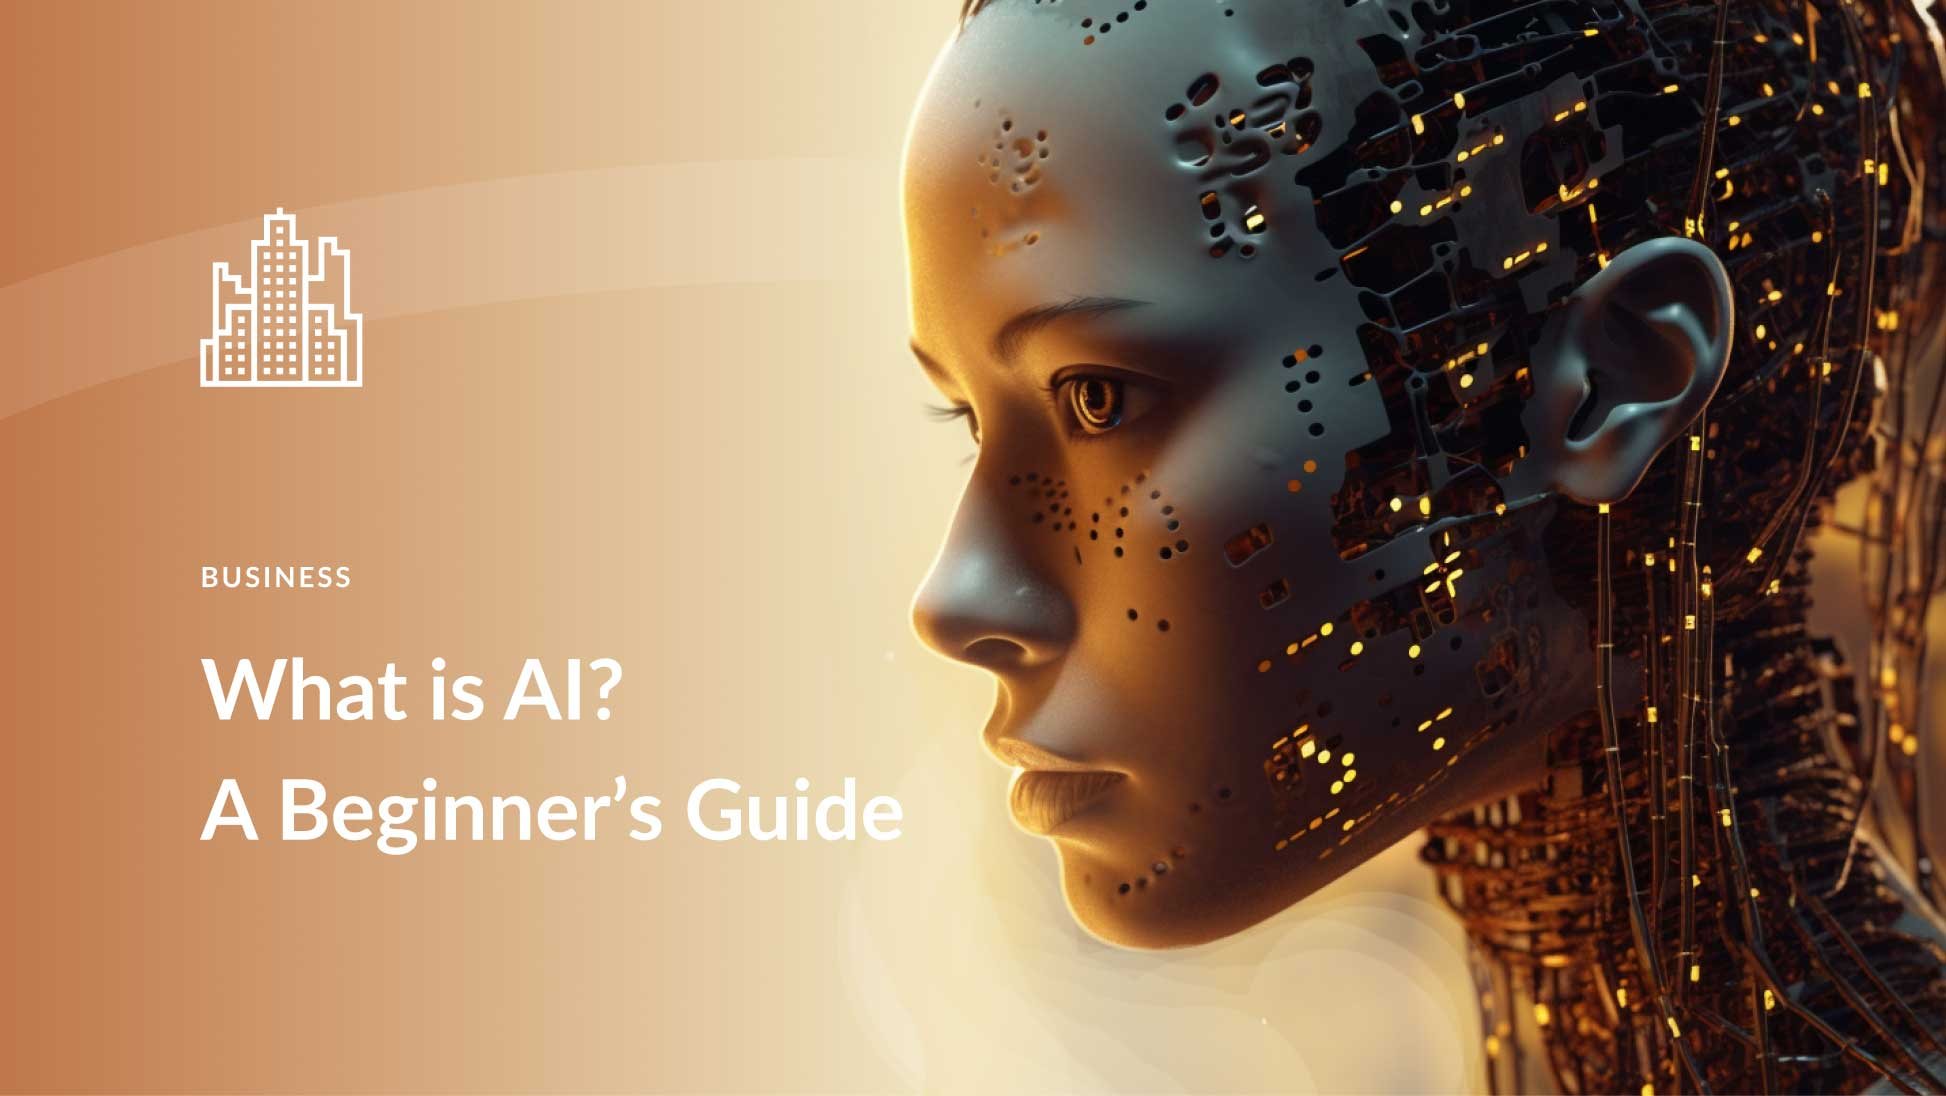 BUSINESS
What is AI?
A Beginner’s Guide